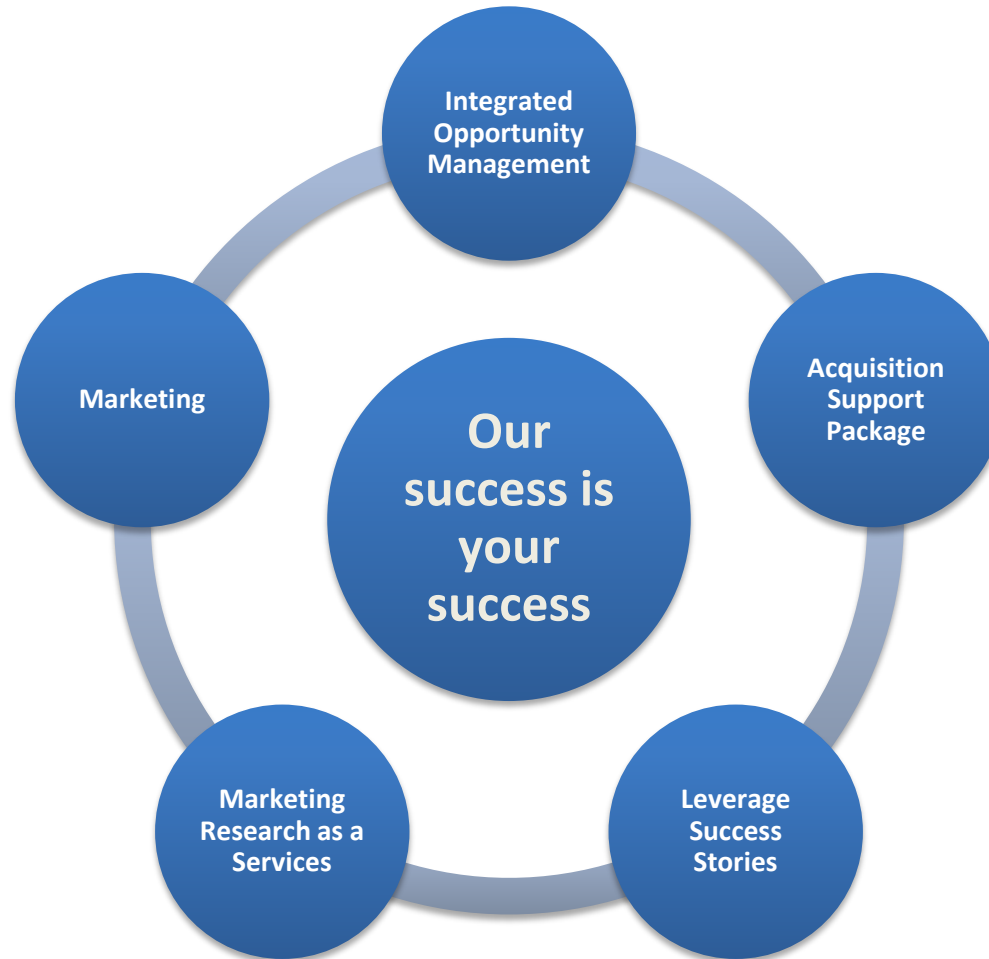 Integrated
Opportunity
Management
Acquisition
Support
Package
Leverage
Success
Stories
Marketing
Research as a
Services
Marketing
Our
success is
your
success